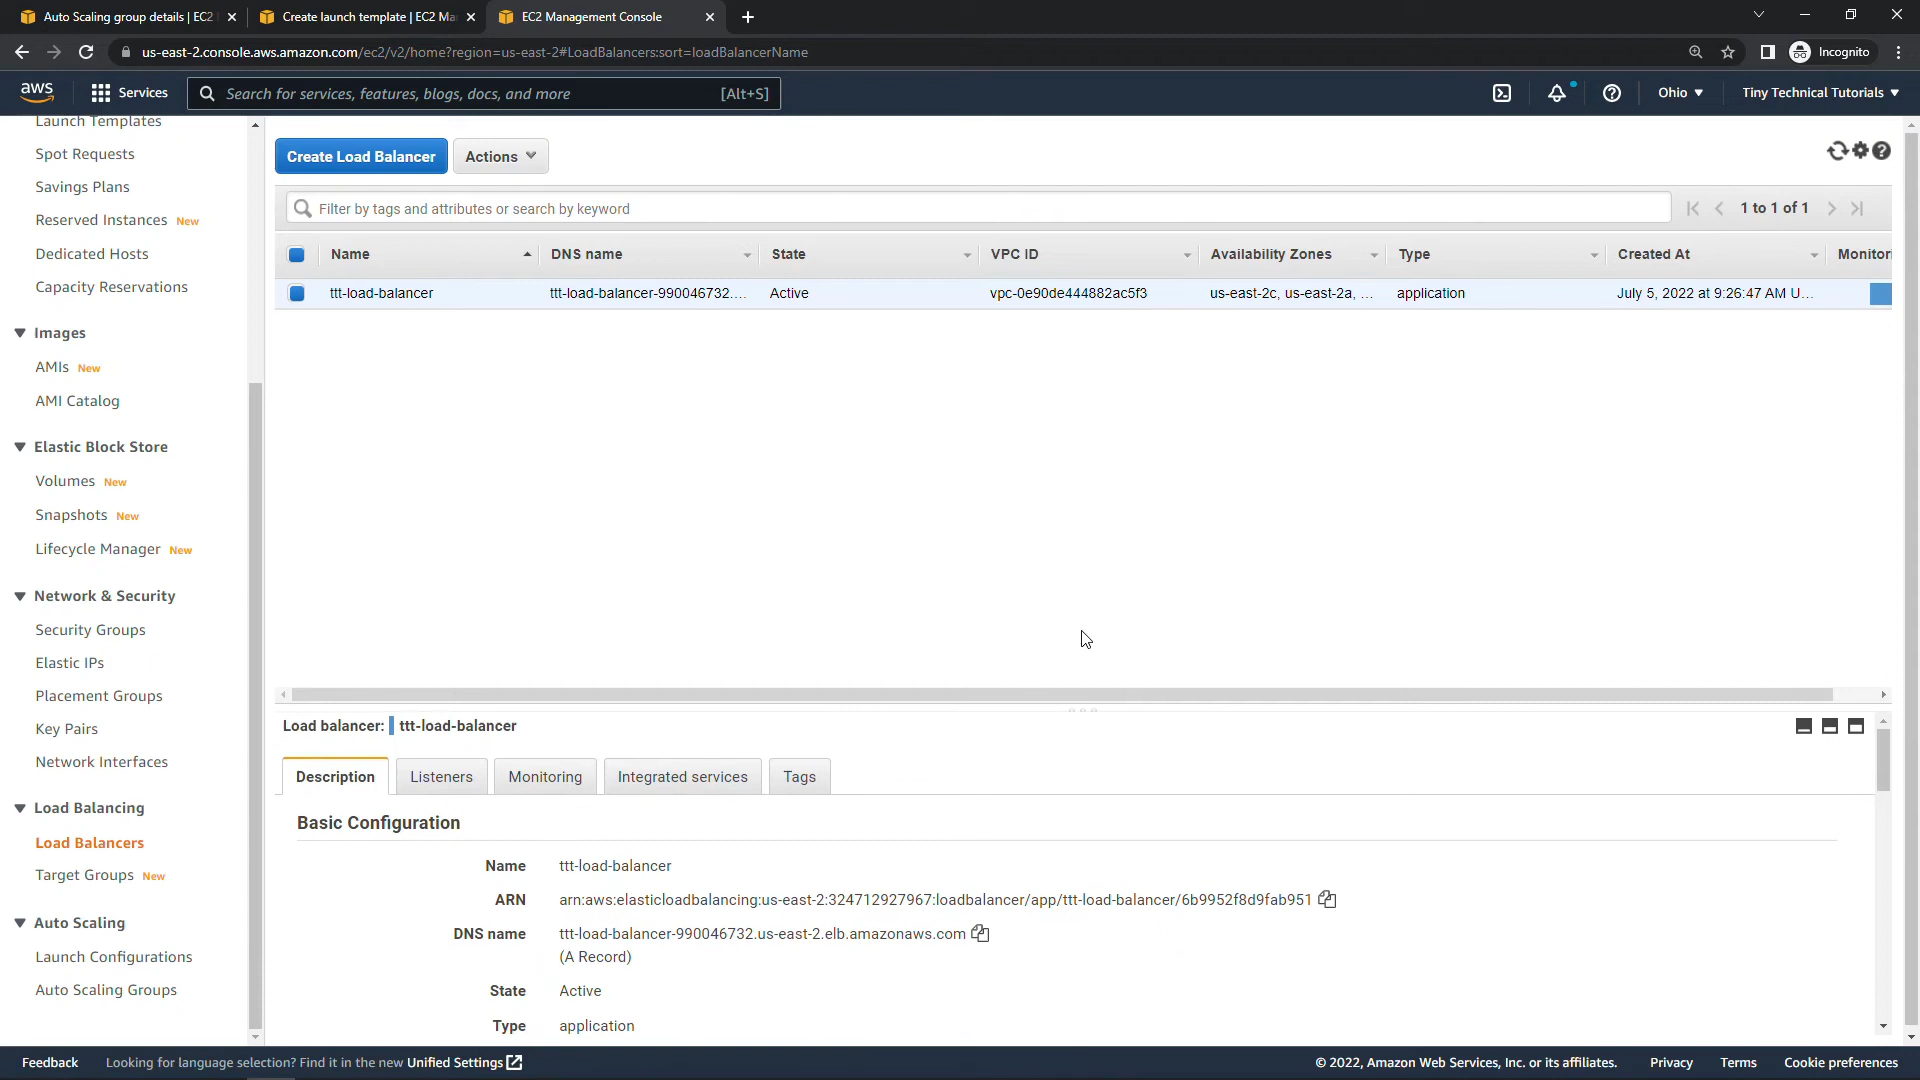 Auto Scaling group details | EC2
Create launch template | EC2 Ma
EC2 Management Console
us-east-2.console.aws.amazon.com/ec2/v2/home?region=us-east-2#LoadBalancers:sort=loadBalancerName
Incognito
aws
Services
Search for services, features, blogs, docs, and more
[Alt+S]
Ohio
Tiny Technical Tutorials
Launch Templates
Spot Requests
Savings Plans
Reserved Instances New
Dedicated Hosts
Capacity Reservations
Images
AMIs New
AMI Catalog
Elastic Block Store
Volumes New
Snapshots New
Lifecycle Manager New
Network & Security
Security Groups
Elastic IPs
Placement Groups
Key Pairs
Network Interfaces
Load Balancing
Load Balancers
Target Groups New
Auto Scaling
Launch Configurations
Auto Scaling Groups
Create Load Balancer
Actions
Filter by tags and attributes or search by keyword
1 to 1 of 1
Name DNS name State VPC ID Availability Zones Type Created At Monitori
ttt-load-balancer ttt-load-balancer-990046732.... Active vpc-0e90de444882ac5f3 us-east-2c, us-east-2a, ... application July 5, 2022 at 9:26:47 AM U...
Load balancer: ttt-load-balancer
Description Listeners Monitoring Integrated services Tags
Basic Configuration
Name ttt-load-balancer
ARN arn:aws:elasticloadbalancing:us-east-2:324712927967:loadbalancer/app/ttt-load-balancer/6b9952f8d9fab951
DNS name ttt-load-balancer-990046732.us-east-2.elb.amazonaws.com
(A Record)
State Active
Type application
Feedback
Looking for language selection? Find it in the new Unified Settings
© 2022, Amazon Web Services, Inc. or its affiliates.
Privacy
Terms
Cookie preferences